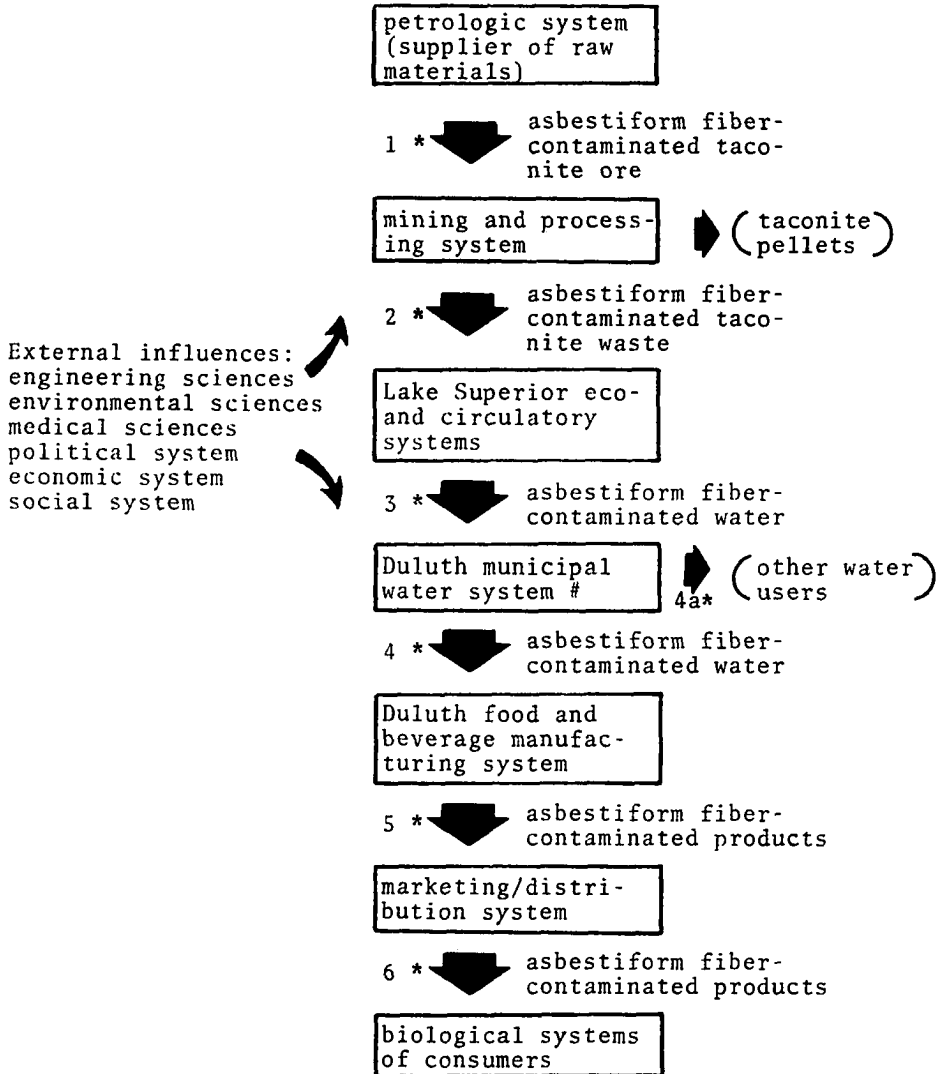 petrologic system
(supplier of raw
materials)
1 *
asbestiform fiber-
contaminated taco-
nite ore
mining and process-
ing system
(taconite
pellets)
2 *
asbestiform fiber-
contaminated taco-
nite waste
External influences:
engineering sciences
environmental sciences
medical sciences
political system
economic system
social system
Lake Superior eco-
and circulatory
systems
3 *
asbestiform fiber-
contaminated water
Duluth municipal
water system #
4a*
(other water
users)
4 *
asbestiform fiber-
contaminated water
Duluth food and
beverage manufac-
turing system
5 *
asbestiform fiber-
contaminated products
marketing/distri-
bution system
6 *
asbestiform fiber-
contaminated products
biological systems
of consumers